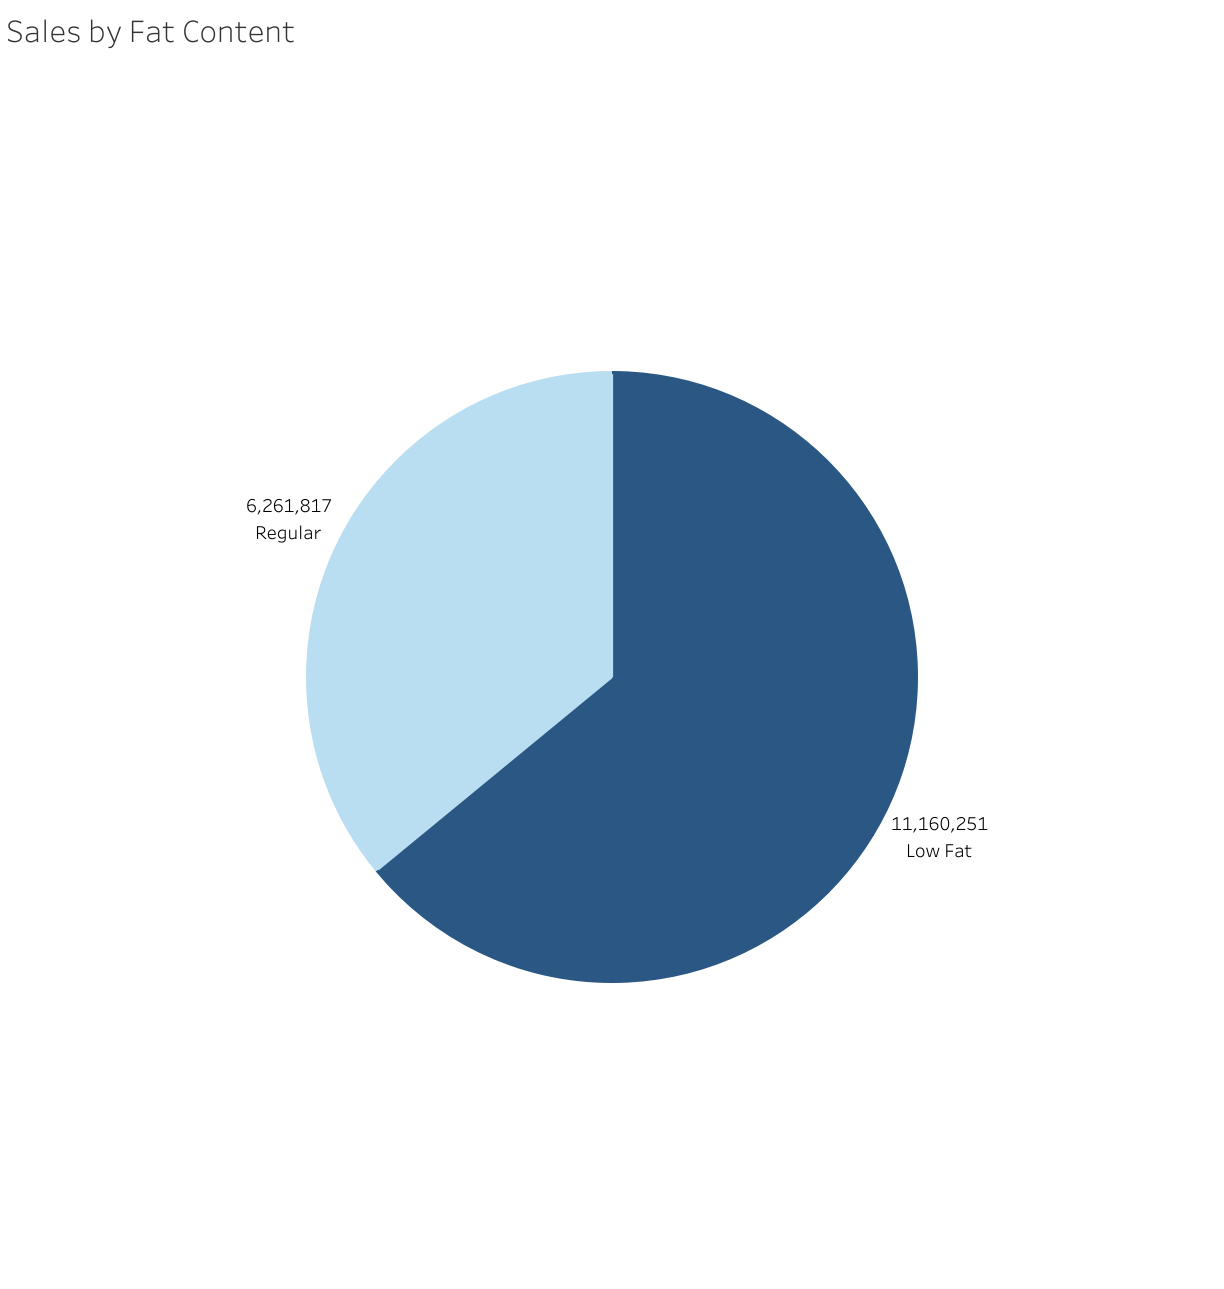 Sales by Fat Content
6,261,817
Regular
11,160,251
Low Fat